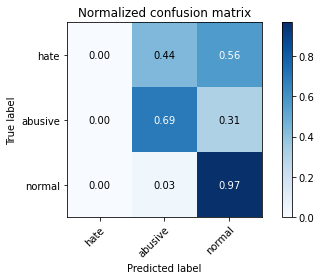 Normalized confusion matrix
hate 0.00 0.44 0.56
abusive 0.00 0.69 0.31
normal 0.00 0.03 0.97
hate abusive normal
True label
Predicted label
0.8
0.6
0.4
0.2
0.0